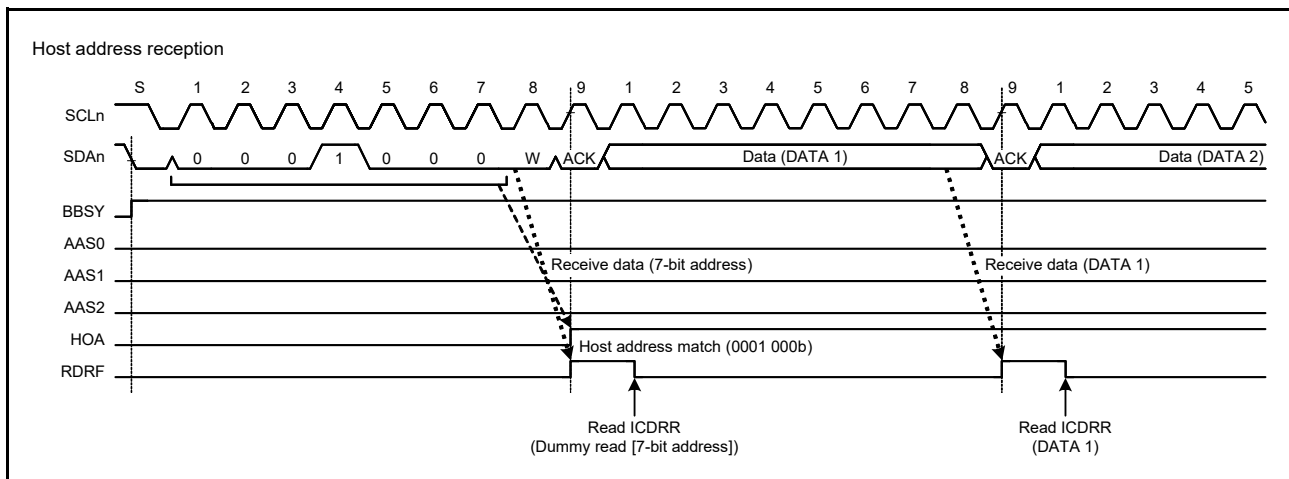 Host address reception
S 1 2 3 4 5 6 7 8 9 1 2 3 4 5 6 7 8 9 1 2 3 4 5
SCLn
SDAn 0 0 0 1 0 0 0 W ACK Data (DATA 1) ACK Data (DATA 2)
BBSY
AAS0
AAS1 Receive data (7-bit address) Receive data (DATA 1)
AAS2
HOA Host address match (0001 000b)
RDRF
Read ICDRR Read ICDRR
(Dummy read [7-bit address]) (DATA 1)